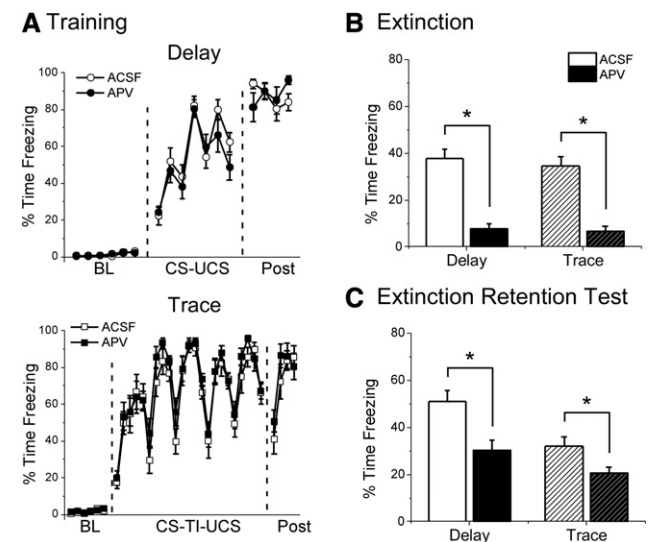 A Training
Delay
ACSF
APV
% Time Freezing
100
80
60
40
20
0
BL
CS-UCS
Post
Trace
ACSF
APV
% Time Freezing
100
80
60
40
20
0
BL
CS-TI-UCS
Post
B Extinction
ACSF
APV
% Time Freezing
80
60
40
20
0
*
*
Delay
Trace
C Extinction Retention Test
% Time Freezing
80
60
40
20
0
*
*
Delay
Trace